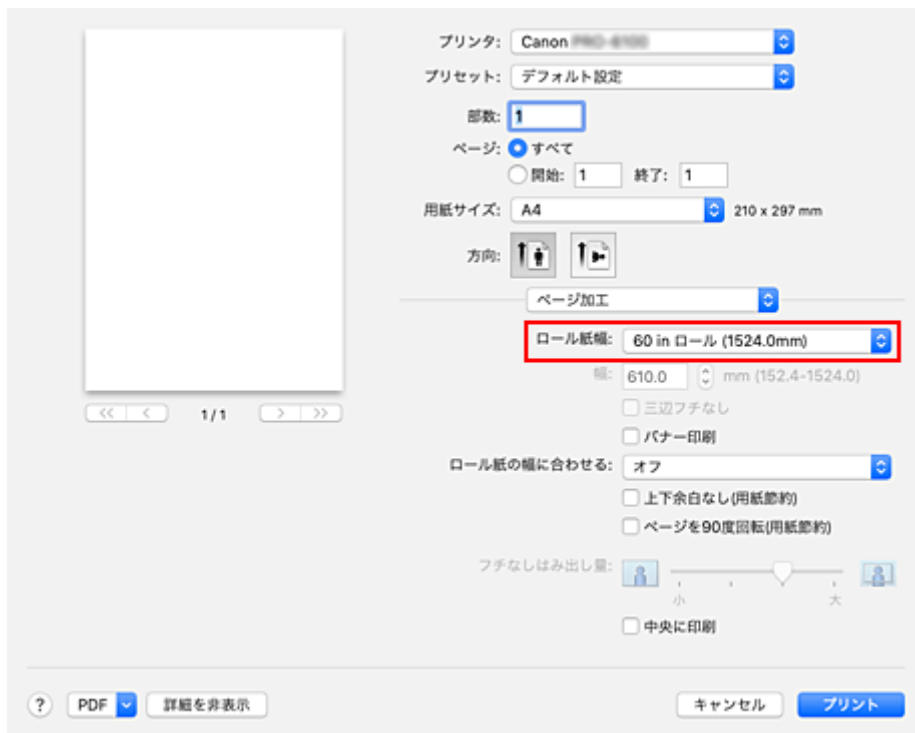 プリンタ: Canon
プリセット: デフォルト設定
部数: 1
ページ: すべて
開始: 1 終了: 1
用紙サイズ: A4 210 x 297 mm
方向:
ページ加工
ロール紙幅: 60 in ロール (1524.0mm)
幅: 610.0 mm (152.4-1524.0)
<< < 1/1 > >>
三辺フチなし
バナー印刷
ロール紙の幅に合わせる: オフ
上下余白なし(用紙節約)
ページを90度回転(用紙節約)
フチなしはみ出し量:
小 大
中央に印刷
? PDF 詳細を非表示 キャンセル プリント